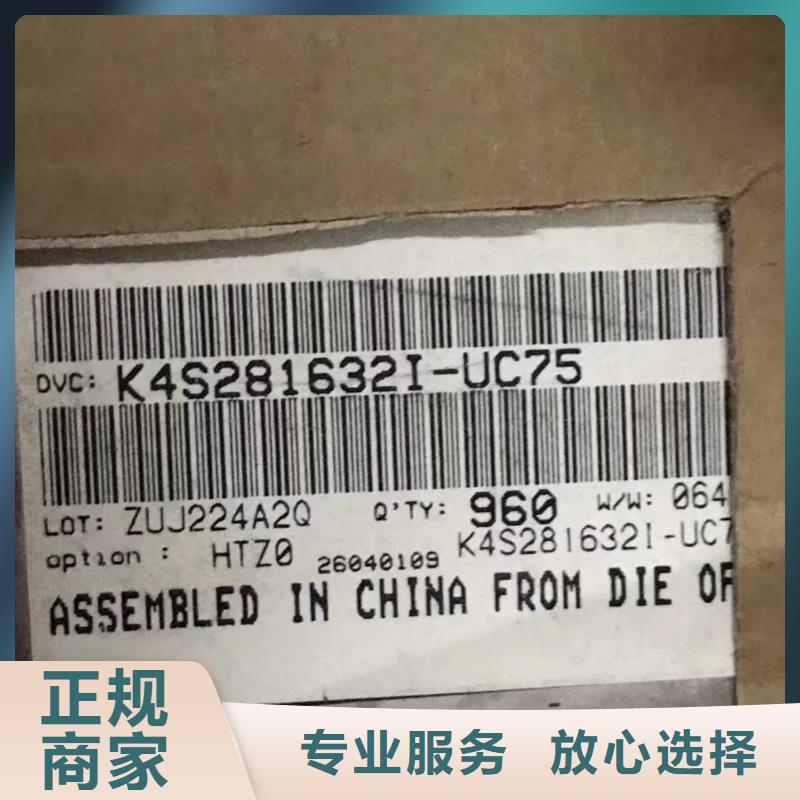 DVC: K4S281632I-UC75
LOT: ZUJ224A2Q Q'TY: 960 W/W: 064
option : HTZ0 26040109 K4S281632I-UC7
ASSEMBLED IN CHINA FROM DIE OF
正规
商家
专业服务 放心选择